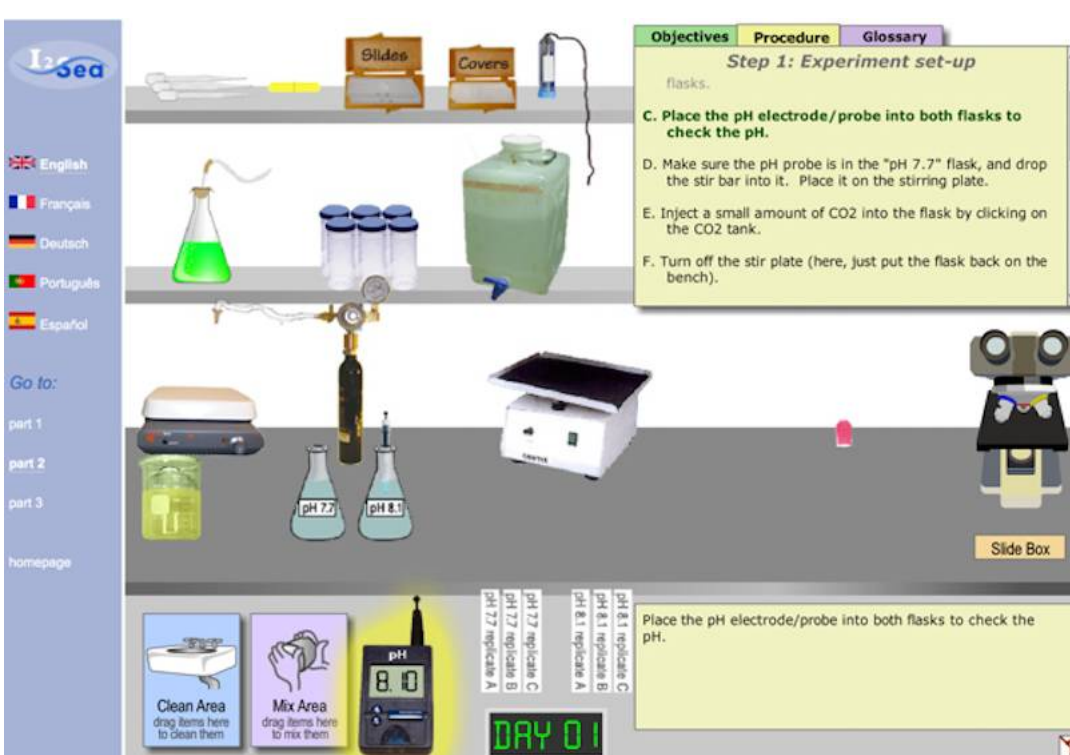 I2Sea
English
Français
Deutsch
Português
Español
Go to:
part 1
part 2
part 3
homepage
Slides
Covers
Objectives
Procedure
Glossary
Step 1: Experiment set-up
flasks.
C. Place the pH electrode/probe into both flasks to
check the pH.
D. Make sure the pH probe is in the "pH 7.7" flask, and drop
the stir bar into it. Place it on the stirring plate.
E. Inject a small amount of CO2 into the flask by clicking on
the CO2 tank.
F. Turn off the stir plate (here, just put the flask back on the
bench).
pH 7.7
pH 8.1
Slide Box
Clean Area
drag items here
to clean them
Mix Area
drag items here
to mix them
pH
8.10
pH 7.7 replicate A
pH 7.7 replicate B
pH 7.7 replicate C
pH 8.1 replicate A
pH 8.1 replicate B
pH 8.1 replicate C
DAY 01
Place the pH electrode/probe into both flasks to check the
pH.